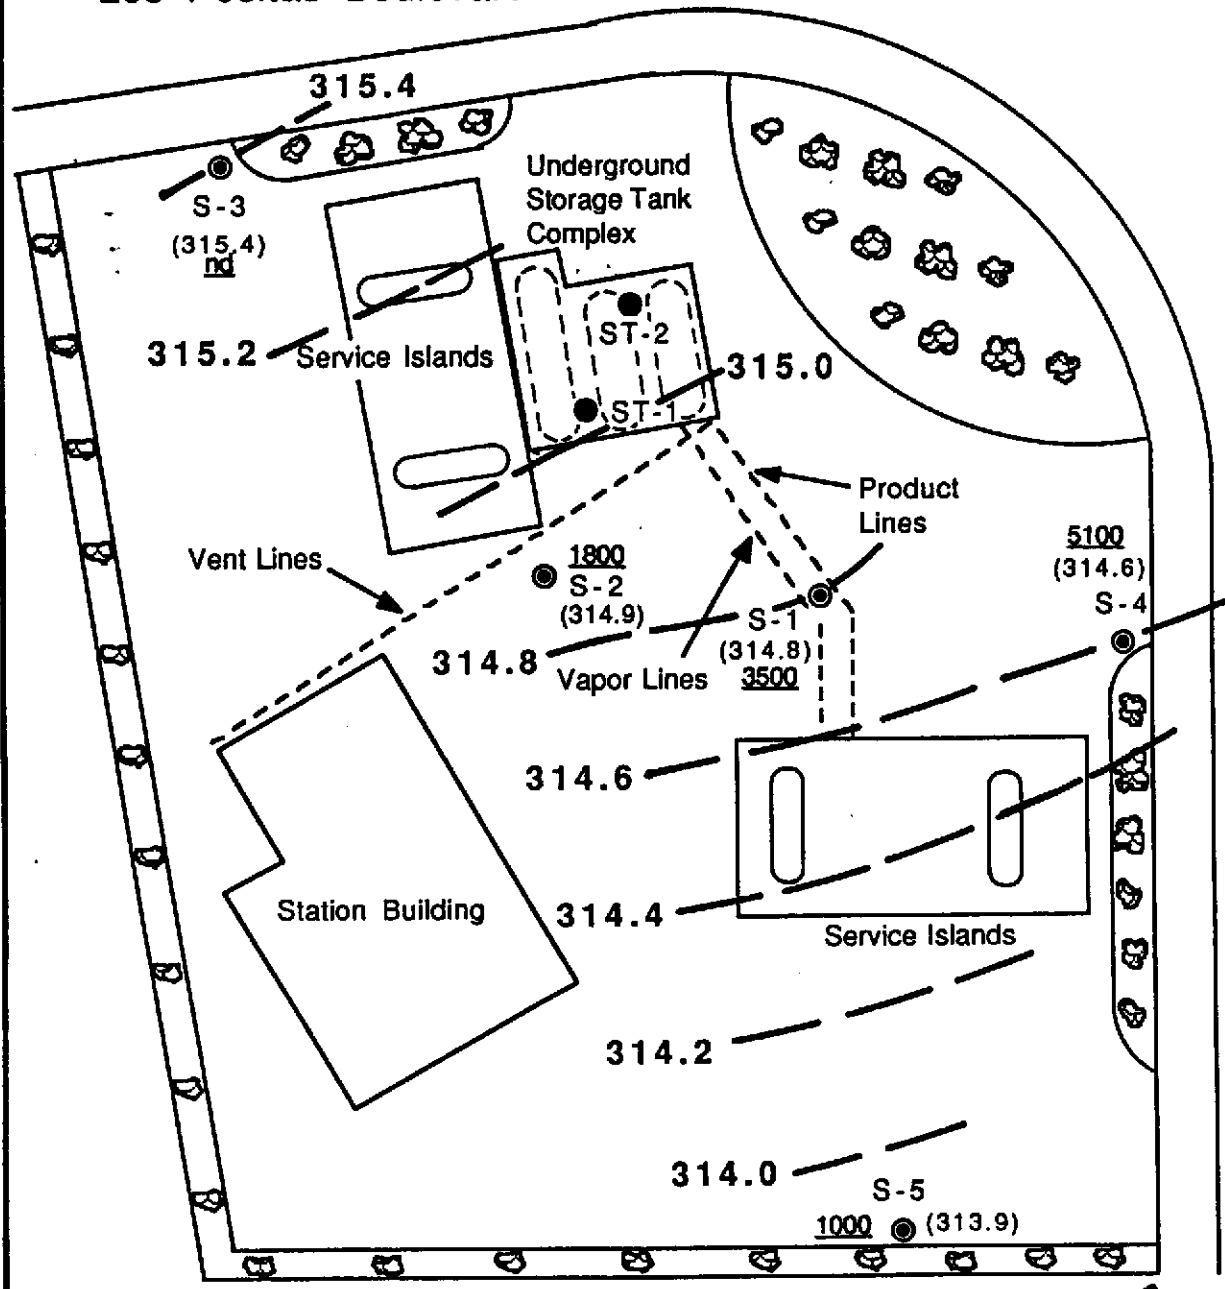 315.4
Underground
Storage Tank
Complex
S-3
(315.4)
nd
ST-2
315.2
Service Islands
315.0
ST-1
Product
Lines
Vent Lines
1800
S-2
(314.9)
5100
(314.6)
S-4
S-1
(314.8)
3500
314.8
Vapor Lines
314.6
Station Building
314.4
Service Islands
314.2
314.0
S-5
1000
(313.9)